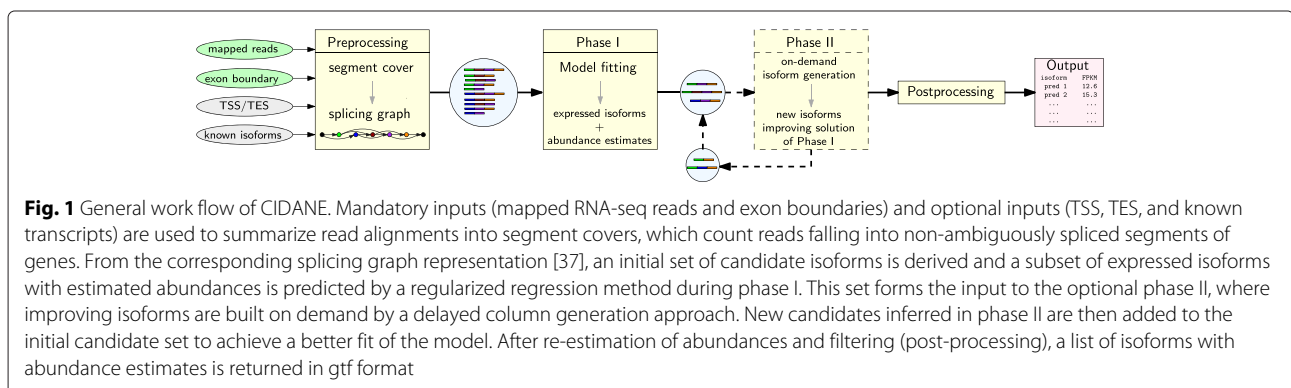 mapped reads
exon boundary
TSS/TES
known isoforms
Preprocessing
segment cover
splicing graph
Phase I
Model fitting
expressed isoforms
+
abundance estimates
Phase II
on-demand
isoform generation
new isoforms
improving solution
of Phase I
Postprocessing
Output
isoform FPKM
pred 1 12.6
pred 2 15.3
... ...
... ...
... ...
Fig. 1 General work flow of CIDANE. Mandatory inputs (mapped RNA-seq reads and exon boundaries) and optional inputs (TSS, TES, and known
transcripts) are used to summarize read alignments into segment covers, which count reads falling into non-ambiguously spliced segments of
genes. From the corresponding splicing graph representation [37], an initial set of candidate isoforms is derived and a subset of expressed isoforms
with estimated abundances is predicted by a regularized regression method during phase I. This set forms the input to the optional phase II, where
improving isoforms are built on demand by a delayed column generation approach. New candidates inferred in phase II are then added to the
initial candidate set to achieve a better fit of the model. After re-estimation of abundances and filtering (post-processing), a list of isoforms with
abundance estimates is returned in gtf format